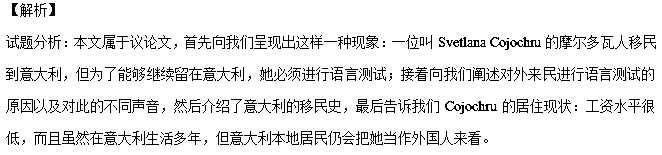 【解析】
试题分析：本文属于议论文，首先向我们呈现出这样一种现象：一位叫 Svetlana Cojochru 的摩尔多瓦人移民
到意大利，但为了能够继续留在意大利，她必须进行语言测试；接着向我们阐述对外来民进行语言测试的
原因以及对此的不同声音，然后介绍了意大利的移民史，最后告诉我们 Cojochru 的居住现状：工资水平很
低，而且虽然在意大利生活多年，但意大利本地居民仍会把她当作外国人来看。